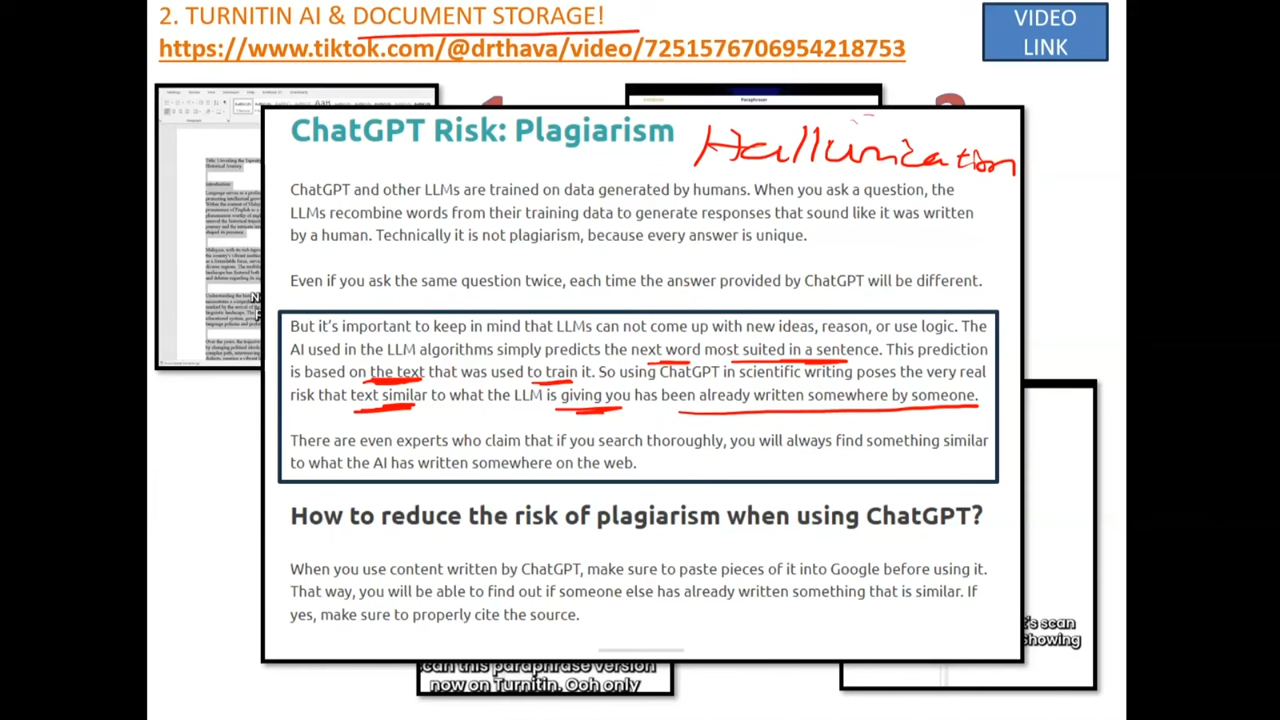 2. TURNITIN AI & DOCUMENT STORAGE!
https://www.tiktok.com/@drthava/video/7251576706954218753
VIDEO
LINK
ChatGPT Risk: Plagiarism
Hallunication
ChatGPT and other LLMs are trained on data generated by humans. When you ask a question, the
LLMs recombine words from their training data to generate responses that sound like it was written
by a human. Technically it is not plagiarism, because every answer is unique.
Even if you ask the same question twice, each time the answer provided by ChatGPT will be different.
But it's important to keep in mind that LLMs can not come up with new ideas, reason, or use logic. The
AI used in the LLM algorithms simply predicts the next word most suited in a sentence. This prediction
is based on the text that was used to train it. So using ChatGPT in scientific writing poses the very real
risk that text similar to what the LLM is giving you has been already written somewhere by someone.
There are even experts who claim that if you search thoroughly, you will always find something similar
to what the AI has written somewhere on the web.
How to reduce the risk of plagiarism when using ChatGPT?
When you use content written by ChatGPT, make sure to paste pieces of it into Google before using it.
That way, you will be able to find out if someone else has already written something that is similar. If
yes, make sure to properly cite the source.
scan
showing
can this paraphrase version
now on Turnitin. Ooh only